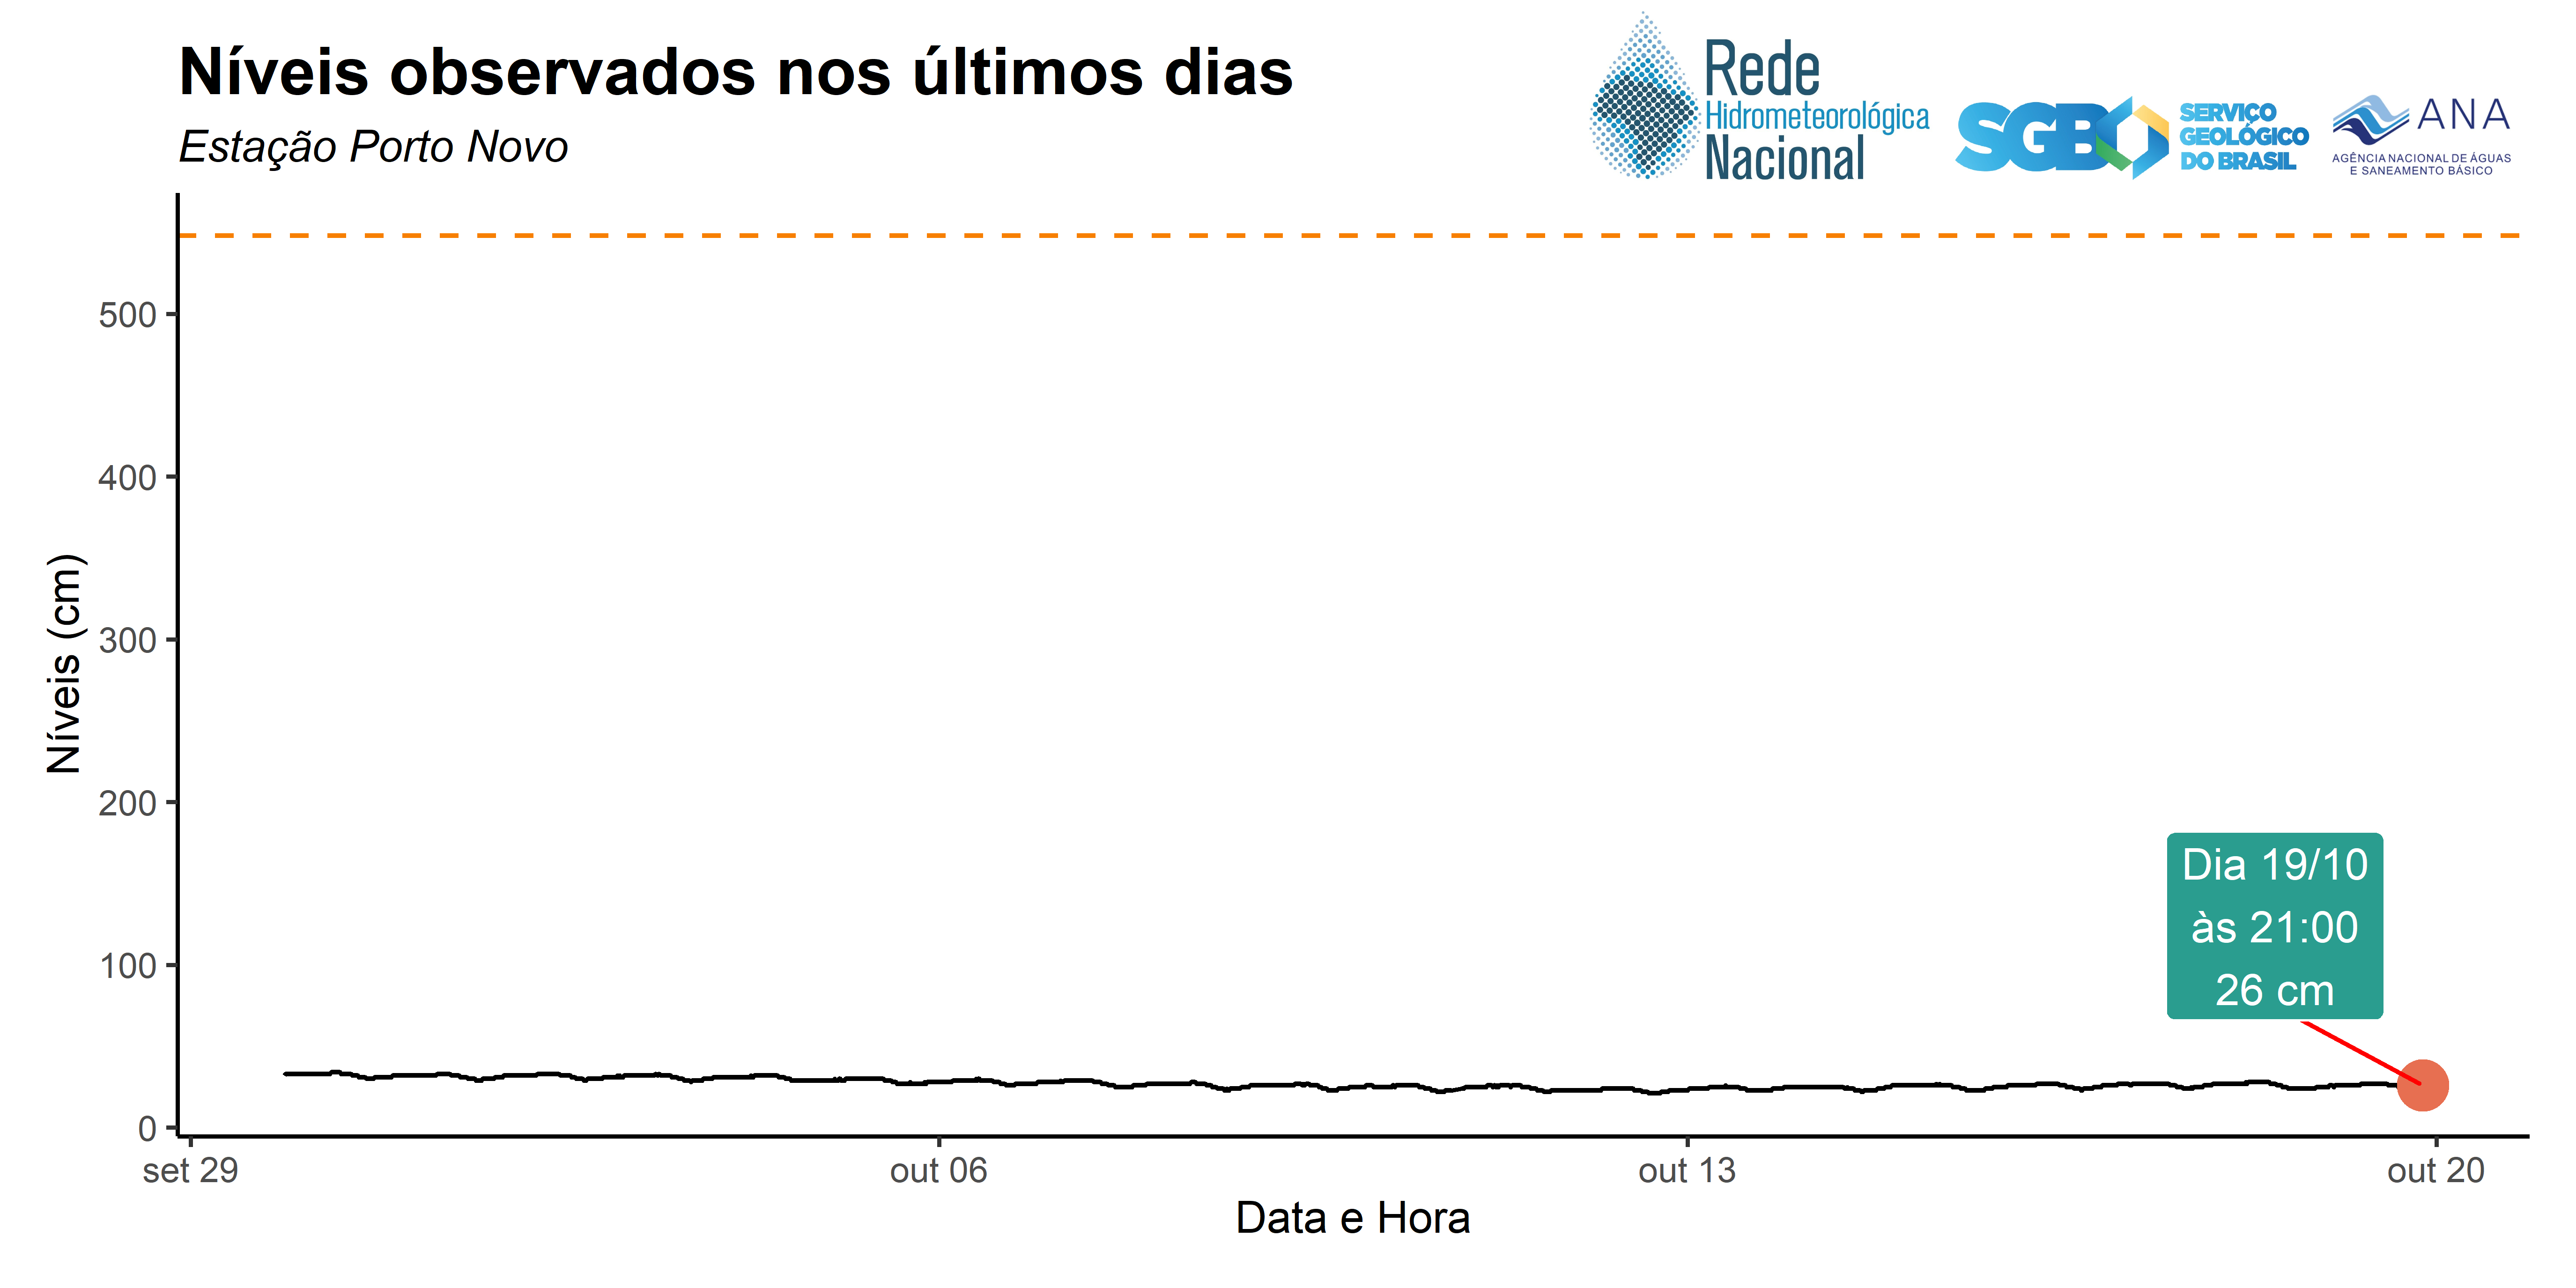 Níveis observados nos últimos dias
Estação Porto Novo
Rede
Hidrometeorológica
Nacional
SGB
SERVIÇO
GEOLÓGICO
DO BRASIL
ANA
AGÊNCIA NACIONAL DE ÁGUAS
E SANEAMENTO BÁSICO
Níveis (cm)
500
400
300
200
100
0
Dia 19/10
às 21:00
26 cm
set 29
out 06
out 13
out 20
Data e Hora